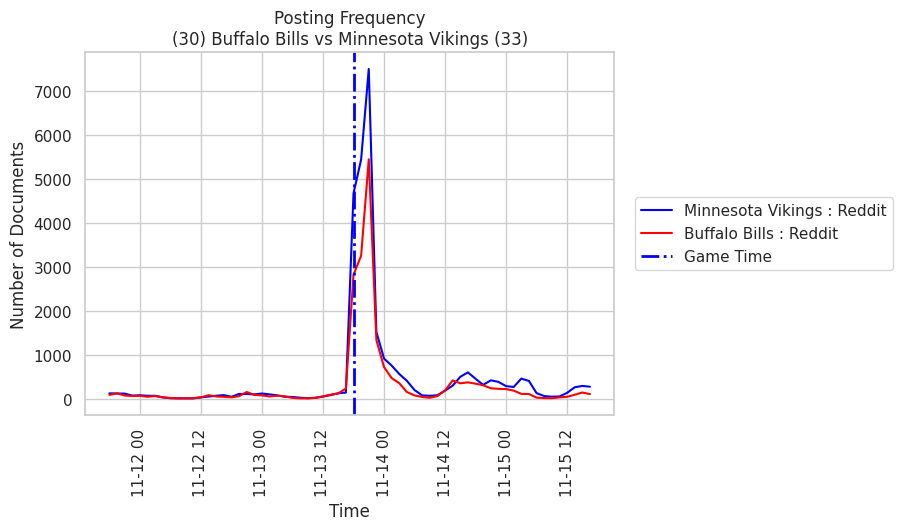 Posting Frequency
(30) Buffalo Bills vs Minnesota Vikings (33)
Number of Documents
7000
6000
5000
4000
3000
2000
1000
0
11-12 00
11-12 12
11-13 00
11-13 12
11-14 00
11-14 12
11-15 00
11-15 12
Time
Minnesota Vikings : Reddit
Buffalo Bills : Reddit
Game Time